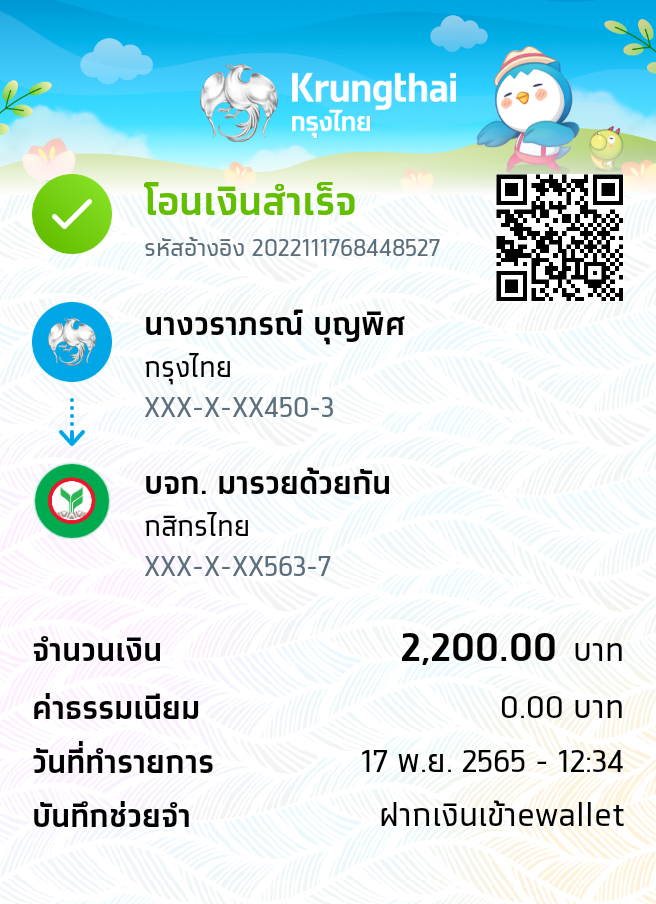 Krungthai
กรุงไทย
โอนเงินสำเร็จ
รหัสอ้างอิง 2022111768448527
นางวราภรณ์ บุญพิศ
กรุงไทย
XXX-X-XX450-3
บจก. มารวยด้วยกัน
กสิกรไทย
XXX-X-XX563-7
จำนวนเงิน 2,200.00 บาท
ค่าธรรมเนียม 0.00 บาท
วันที่ทำรายการ 17 พ.ย. 2565 - 12:34
บันทึกช่วยจำ ฝากเงินเข้าewallet